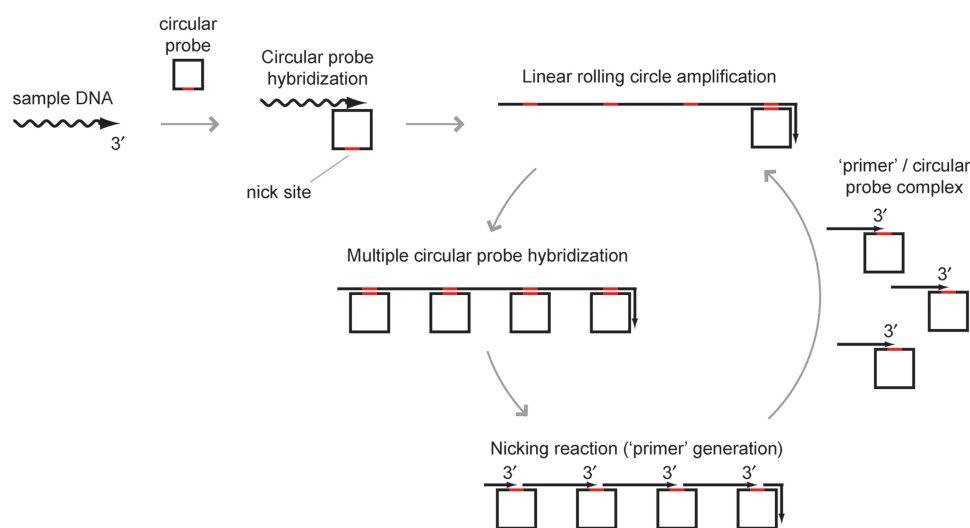 circular
probe
sample DNA
3′
Circular probe
hybridization
nick site
Linear rolling circle amplification
'primer' / circular
probe complex
3′
3′
3′
Multiple circular probe hybridization
Nicking reaction ('primer' generation)
3′ 3′ 3′ 3′